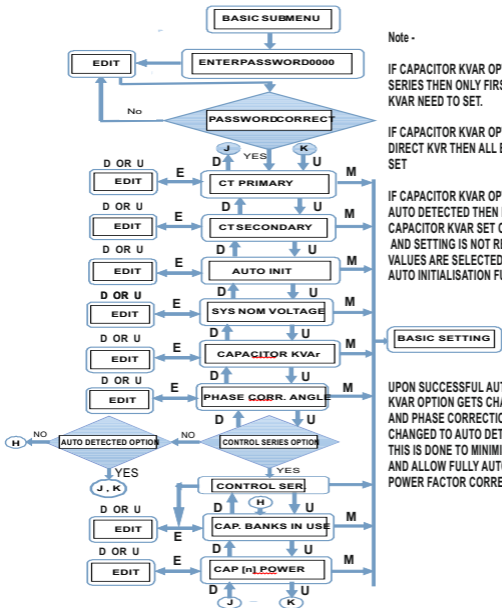 BASIC SUBMENU
Note -
EDIT
ENTERPASSWORD0000
IF CAPACITOR KVAR OP
SERIES THEN ONLY FIRS
KVAR NEED TO SET.
No
PASSWORDCORRECT
IF CAPACITOR KVAR OP
DIRECT KVR THEN ALL E
SET
J
YES
K
D OR U
D
U
EDIT
E
CT PRIMARY
M
IF CAPACITOR KVAR OPT
AUTO DETECTED THEN
CAPACITOR KVAR SET O
AND SETTING IS NOT RE
VALUES ARE SELECTED
AUTO INITIALISATION FU
D OR U
D
U
EDIT
E
CT SECONDARY
M
D OR U
D
U
EDIT
E
AUTO INIT
M
D OR U
D
U
EDIT
E
SYS NOM VOLTAGE
M
BASIC SETTING
D OR U
D
U
EDIT
E
CAPACITOR KVAr
M
D OR U
D
U
EDIT
E
PHASE CORR. ANGLE
M
UPON SUCCESSFUL AUT
KVAR OPTION GETS CHA
AND PHASE CORRECTIO
CHANGED TO AUTO DET
THIS IS DONE TO MINIMI
AND ALLOW FULLY AUTO
POWER FACTOR CORRE
D
U
H
NO
AUTO DETECTED OPTION
NO
CONTROL SERIES OPTION
YES
YES
J , K
CONTROL SER
H
D OR U
D
U
EDIT
E
CAP. BANKS IN USE
M
D OR U
D
U
EDIT
E
CAP [n] POWER
M
D
U
J
K